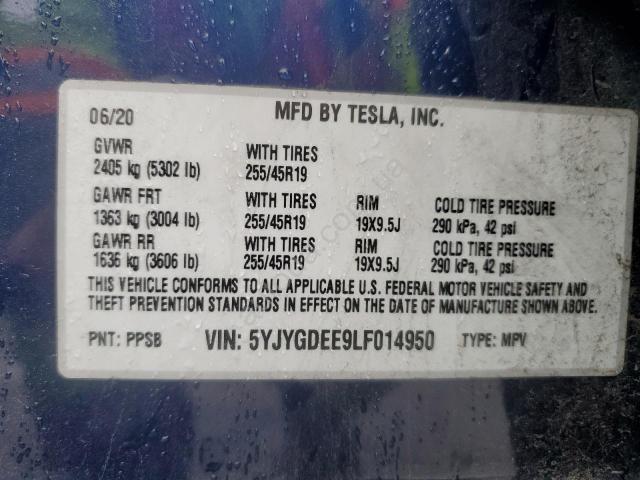 06/20 MFD BY TESLA, INC.
GVWR WITH TIRES
2405 kg (5302 lb) 255/45R19
GAWR FRT WITH TIRES RIM COLD TIRE PRESSURE
1363 kg (3004 lb) 255/45R19 19X9.5J 290 kPa, 42 psi
GAWR RR WITH TIRES RIM COLD TIRE PRESSURE
1636 kg (3606 lb) 255/45R19 19X9.5J 290 kPa, 42 psi
THIS VEHICLE CONFORMS TO ALL APPLICABLE U.S. FEDERAL MOTOR VEHICLE SAFETY AND
THEFT PREVENTION STANDARDS IN EFFECT ON THE DATE OF MANUFACTURE SHOWN ABOVE.
PNT: PPSB VIN: 5YJYGDEE9LF014950 TYPE: MPV